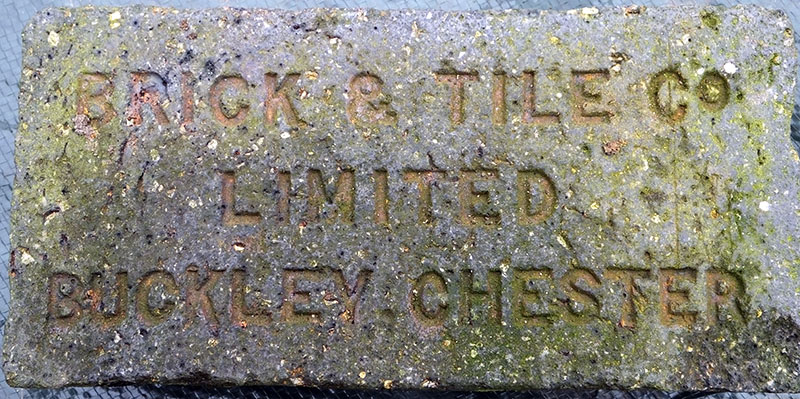 BRICK & TILE Co
LIMITED
BUCKLEY. CHESTER